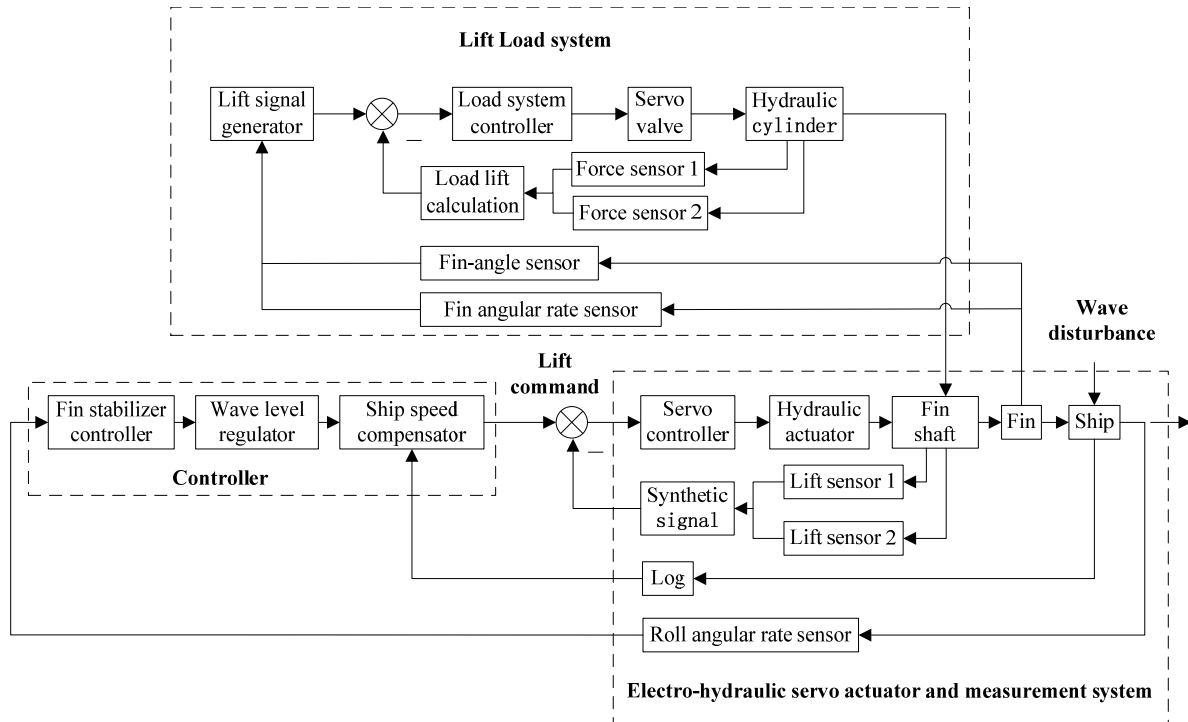 Lift Load system
Lift signal
generator
Load system
controller
Servo
valve
Hydraulic
cylinder
Force sensor 1
Load lift
calculation
Force sensor 2
Fin-angle sensor
Fin angular rate sensor
Wave
disturbance
Lift
command
Fin stabilizer
controller
Wave level
regulator
Ship speed
compensator
Controller
Servo
controller
Hydraulic
actuator
Fin
shaft
Fin
Ship
Lift sensor 1
Synthetic
signal
Lift sensor 2
Log
Roll angular rate sensor
Electro-hydraulic servo actuator and measurement system